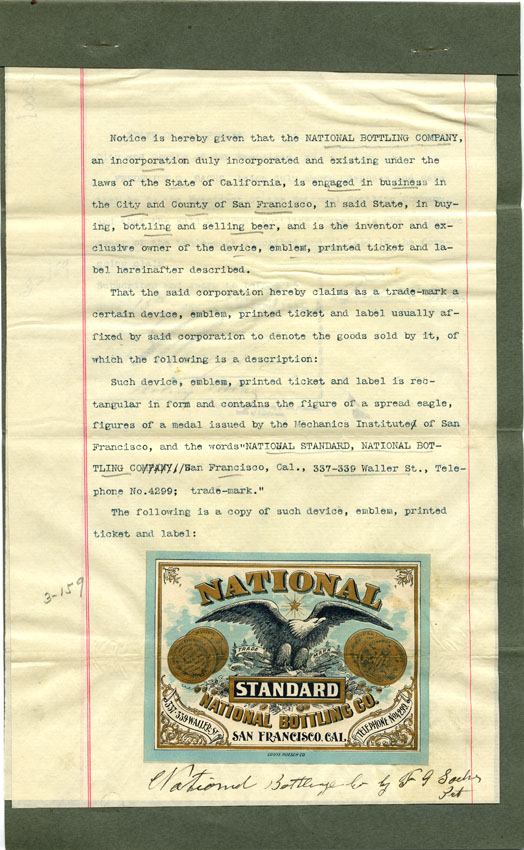 Notice is hereby given that the NATIONAL BOTTLING COMPANY,
an incorporation duly incorporated and existing under the
laws of the State of California, is engaged in business in
the City and County of San Francisco, in said State, in buy-
ing, bottling and selling beer, and is the inventor and ex-
clusive owner of the device, emblem, printed ticket and la-
bel hereinafter described.
That the said corporation hereby claims as a trade-mark a
certain device, emblem, printed ticket and label usually af-
fixed by said corporation to denote the goods sold by it, of
which the following is a description:
Such device, emblem, printed ticket and label is rec-
tangular in form and contains the figure of a spread eagle,
figures of a medal issued by the Mechanics Institute of San
Francisco, and the words"NATIONAL STANDARD, NATIONAL BOT-
TLING COMPANY, San Francisco, Cal., 337-339 Waller St., Tele-
phone No.4299; trade-mark."
The following is a copy of such device, emblem, printed
ticket and label:
3-159
NATIONAL
TRADE MARK
STANDARD
NATIONAL BOTTLING CO.
337-339 WALLER ST.
TELEPHONE No. 4299
SAN FRANCISCO, CAL.
National Bottling Co by F A